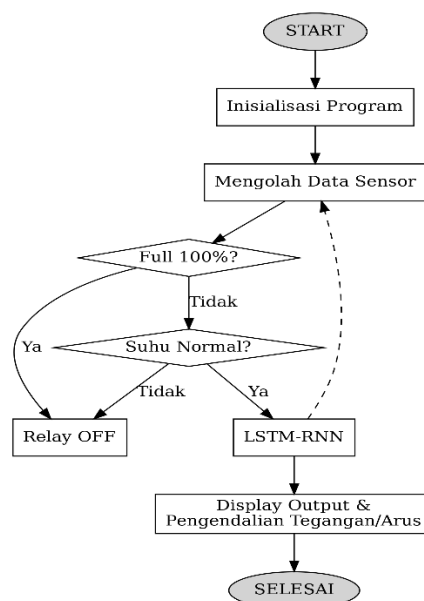 START
Inisialisasi Program
Mengolah Data Sensor
Full 100%?
Tidak
Ya
Suhu Normal?
Tidak
Ya
Relay OFF
LSTM-RNN
Display Output &
Pengendalian Tegangan/Arus
SELESAI